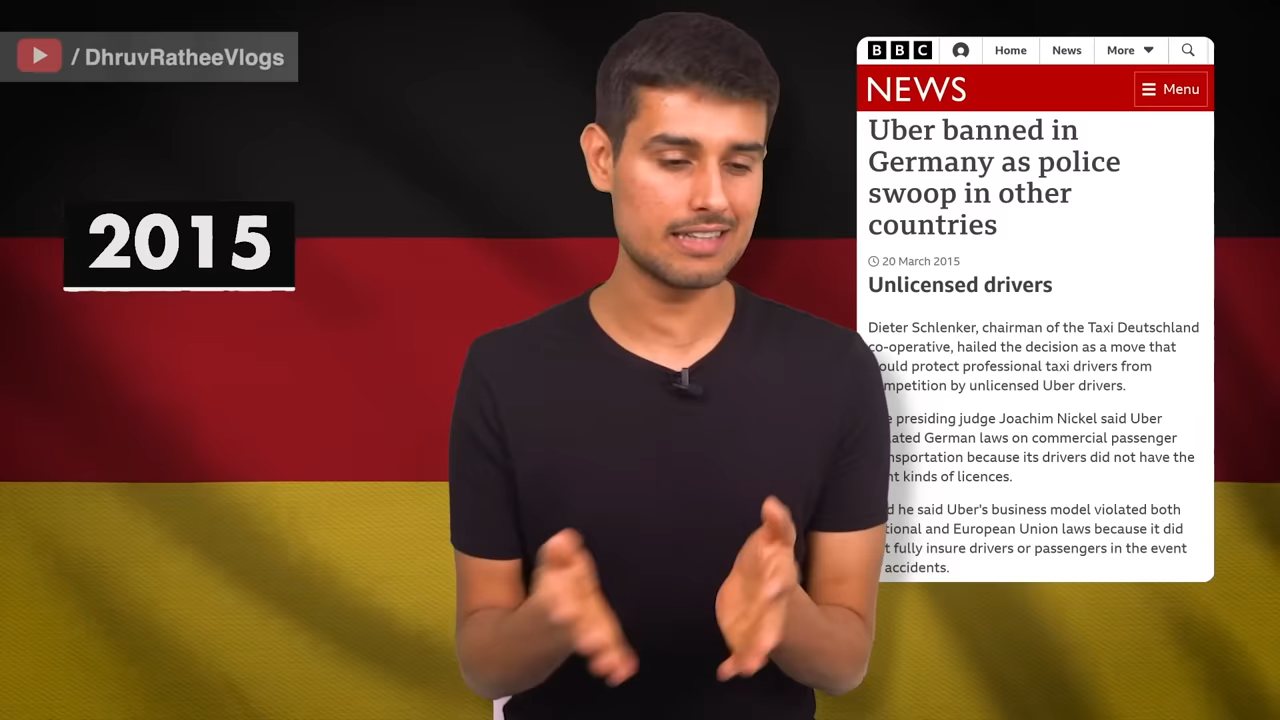 / DhruvRatheeVlogs
2015
BBC
Home
News
More
NEWS
Menu
Uber banned in
Germany as police
swoop in other
countries
20 March 2015
Unlicensed drivers
Dieter Schlenker, chairman of the Taxi Deutschland
co-operative, hailed the decision as a move that
protect professional taxi drivers from
by unlicensed Uber drivers.
presiding judge Joachim Nickel said Uber
German laws on commercial passenger
because its drivers did not have the
kinds of licences.
he said Uber's business model violated both
and European Union laws because it did
fully insure drivers or passengers in the event
accidents.